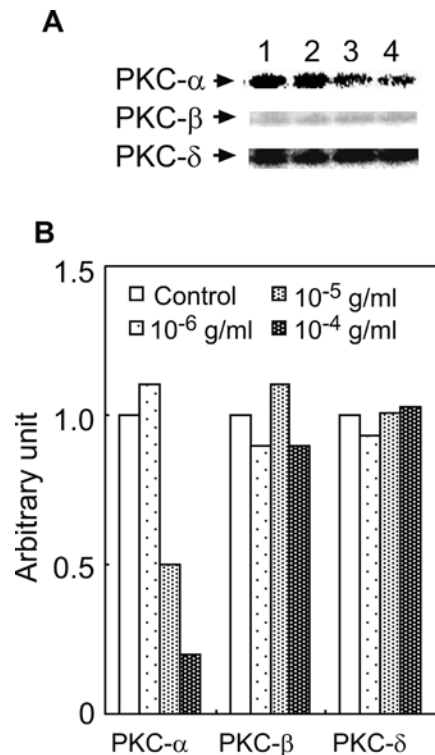 A
1 2 3 4
PKC-α
PKC-β
PKC-δ
B
1.5
Control 10⁻⁵ g/ml
10⁻⁶ g/ml 10⁻⁴ g/ml
1.0
Arbitrary unit
0.5
0
PKC-α PKC-β PKC-δ